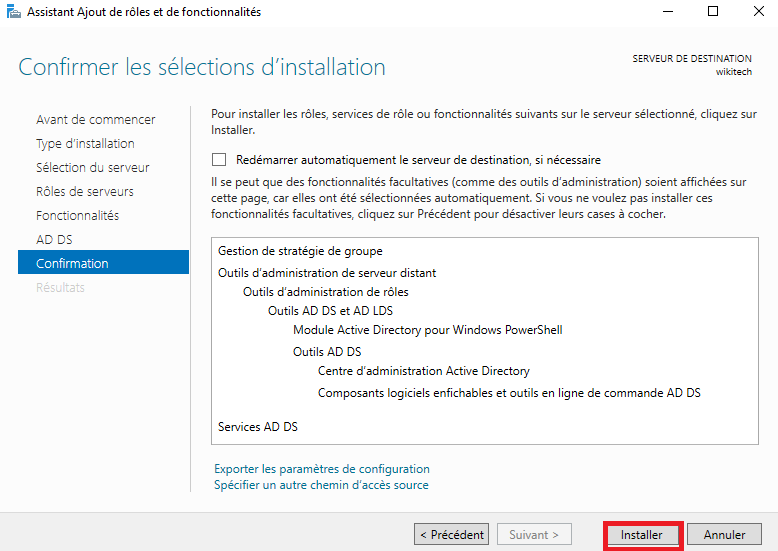 Assistant Ajout de rôles et de fonctionnalités
Confirmer les sélections d’installation
SERVEUR DE DESTINATION
wikitech
Avant de commencer
Type d’installation
Sélection du serveur
Rôles de serveurs
Fonctionnalités
AD DS
Confirmation
Résultats
Pour installer les rôles, services de rôle ou fonctionnalités suivants sur le serveur sélectionné, cliquez sur
Installer.
Redémarrer automatiquement le serveur de destination, si nécessaire
Il se peut que des fonctionnalités facultatives (comme des outils d’administration) soient affichées sur
cette page, car elles ont été sélectionnées automatiquement. Si vous ne voulez pas installer ces
fonctionnalités facultatives, cliquez sur Précédent pour désactiver leurs cases à cocher.
Gestion de stratégie de groupe
Outils d’administration de serveur distant
Outils d’administration de rôles
Outils AD DS et AD LDS
Module Active Directory pour Windows PowerShell
Outils AD DS
Centre d’administration Active Directory
Composants logiciels enfichables et outils en ligne de commande AD DS
Services AD DS
Exporter les paramètres de configuration
Spécifier un autre chemin d’accès source
< Précédent
Suivant >
Installer
Annuler